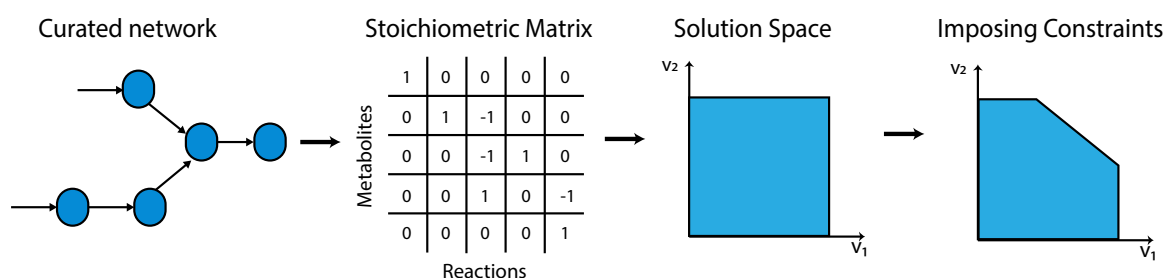 Curated network
Stoichiometric Matrix
Solution Space
Imposing Constraints
Metabolites
1 0 0 0 0
0 1 -1 0 0
0 0 -1 1 0
0 0 1 0 -1
0 0 0 0 1
Reactions
v2
v1
v2
v1